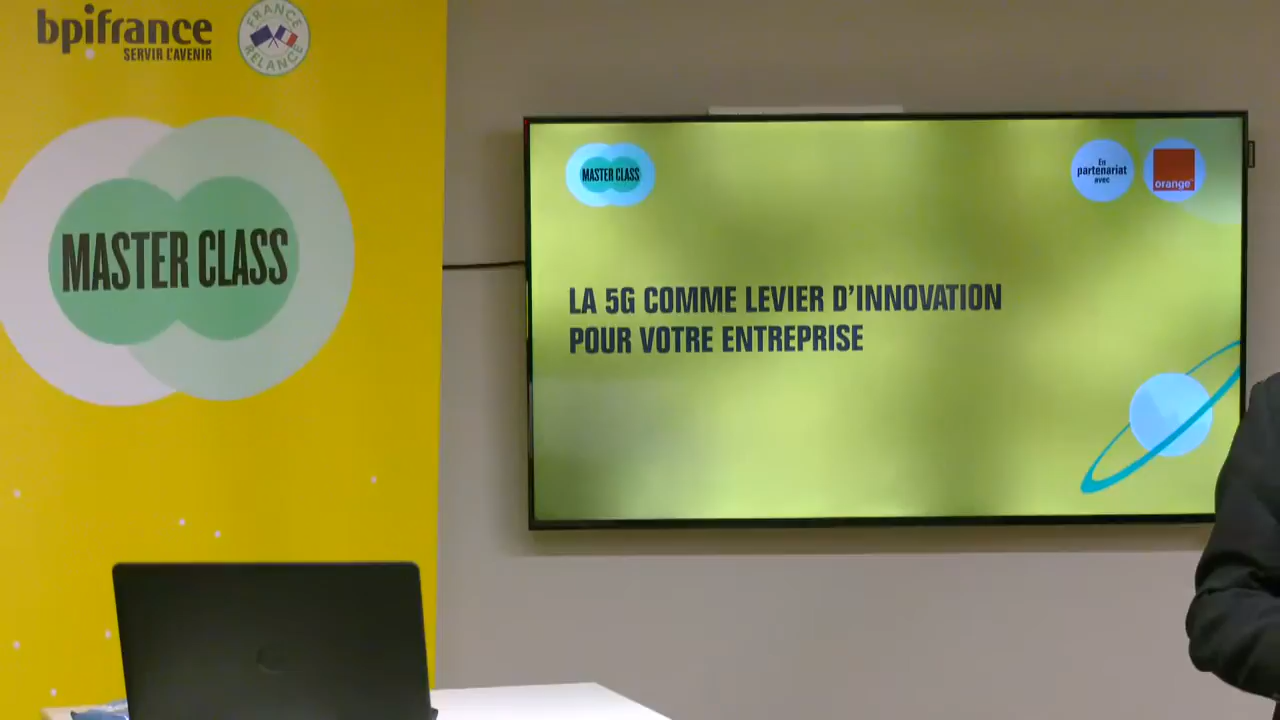 bpifrance
SERVIR L'AVENIR
FRANCE
RELANCE
MASTER CLASS
MASTER CLASS
En
partenariat
avec
orange™
LA 5G COMME LEVIER D'INNOVATION
POUR VOTRE ENTREPRISE